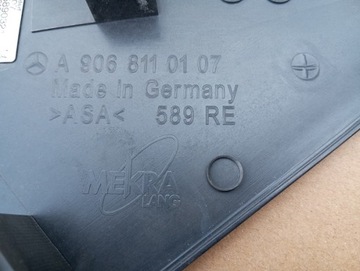 A 906 811 01 07
Made in Germany
>ASA< 589 RE
MEKRA
LANG